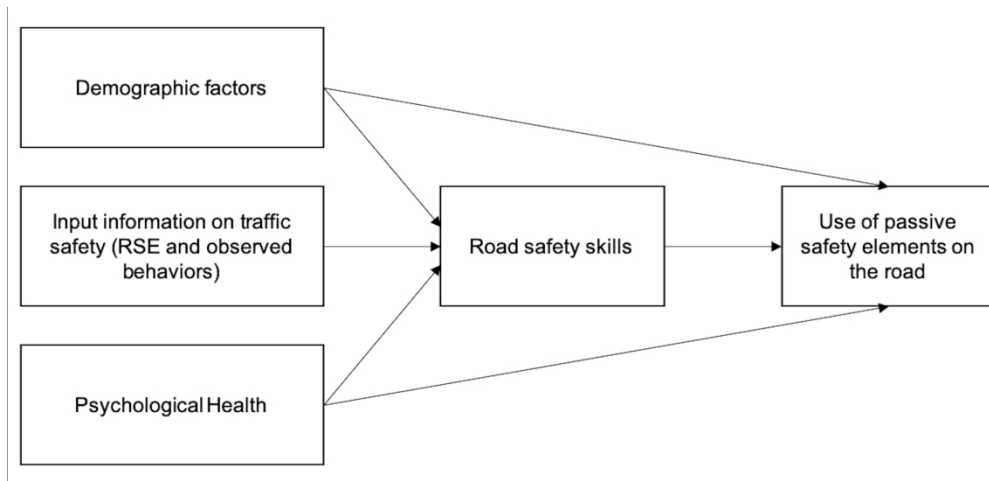 Demographic factors
Input information on traffic
safety (RSE and observed
behaviors)
Road safety skills
Use of passive
safety elements on
the road
Psychological Health